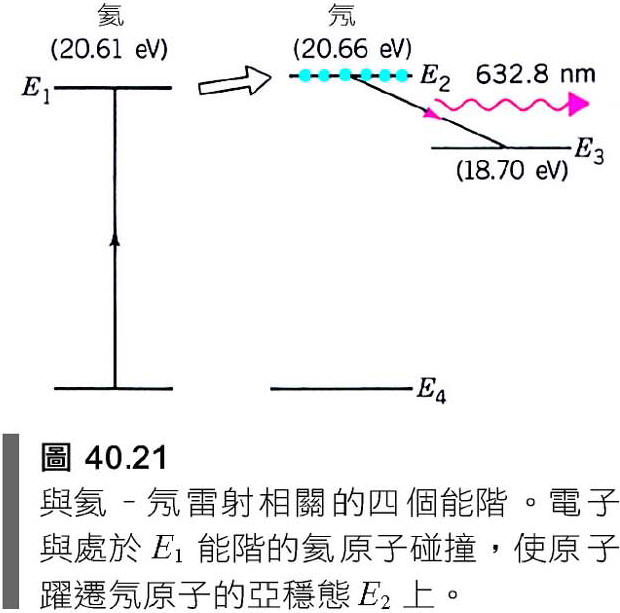 氦
氖
(20.61 eV)
(20.66 eV)
E₁
E₂
632.8 nm
E₃
(18.70 eV)
E₄
圖 40.21
與氦 - 氖雷射相關的四個能階。電子
與處於 E₁ 能階的氦原子碰撞,使原子
躍遷氖原子的亞穩態 E₂ 上。